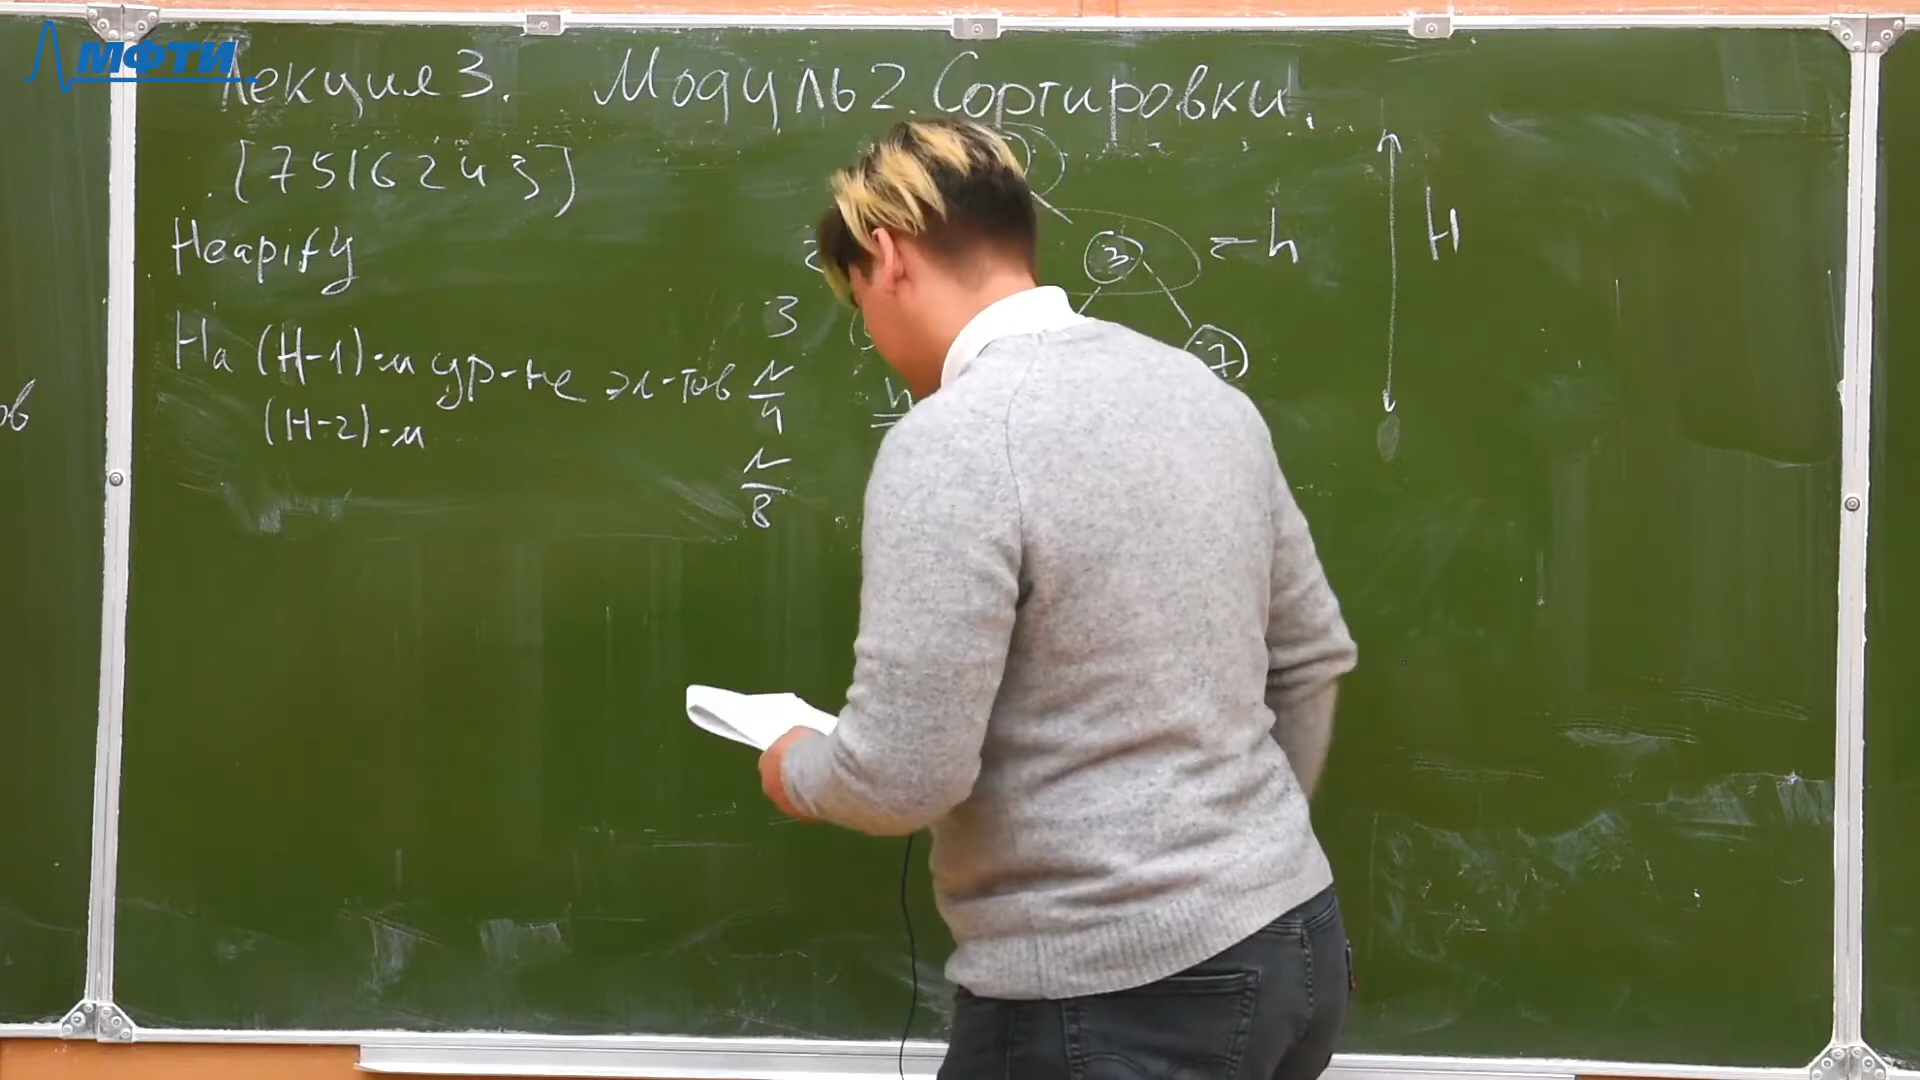 МФТИ
Лекция 3. Модуль 2. Сортировки.
[7 5 1 6 2 4 3]
Heapify
3
На (H-1)-м ур-не эл-тов N/4
(H-2)-м N/8
3
7
h
= h
H
ов